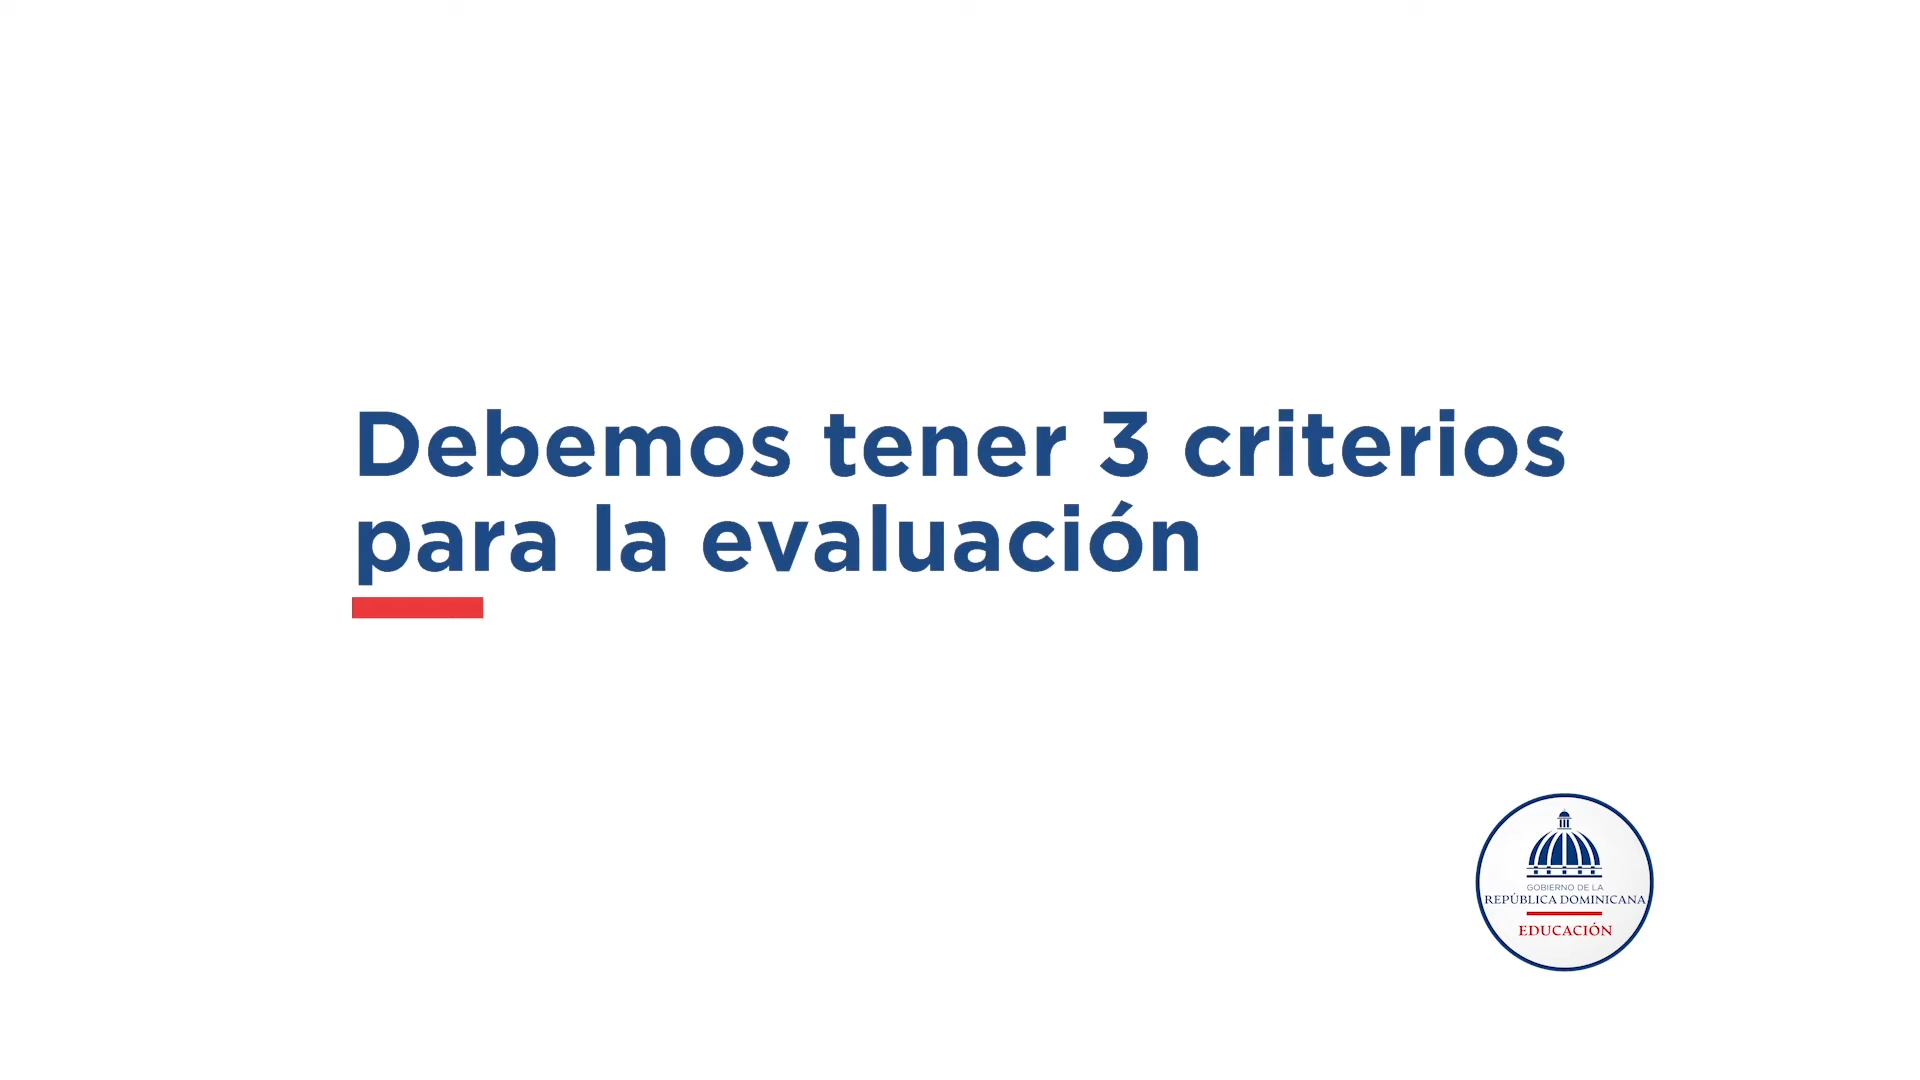 Debemos tener 3 criterios
para la evaluación
GOBIERNO DE LA
REPÚBLICA DOMINICANA
EDUCACIÓN